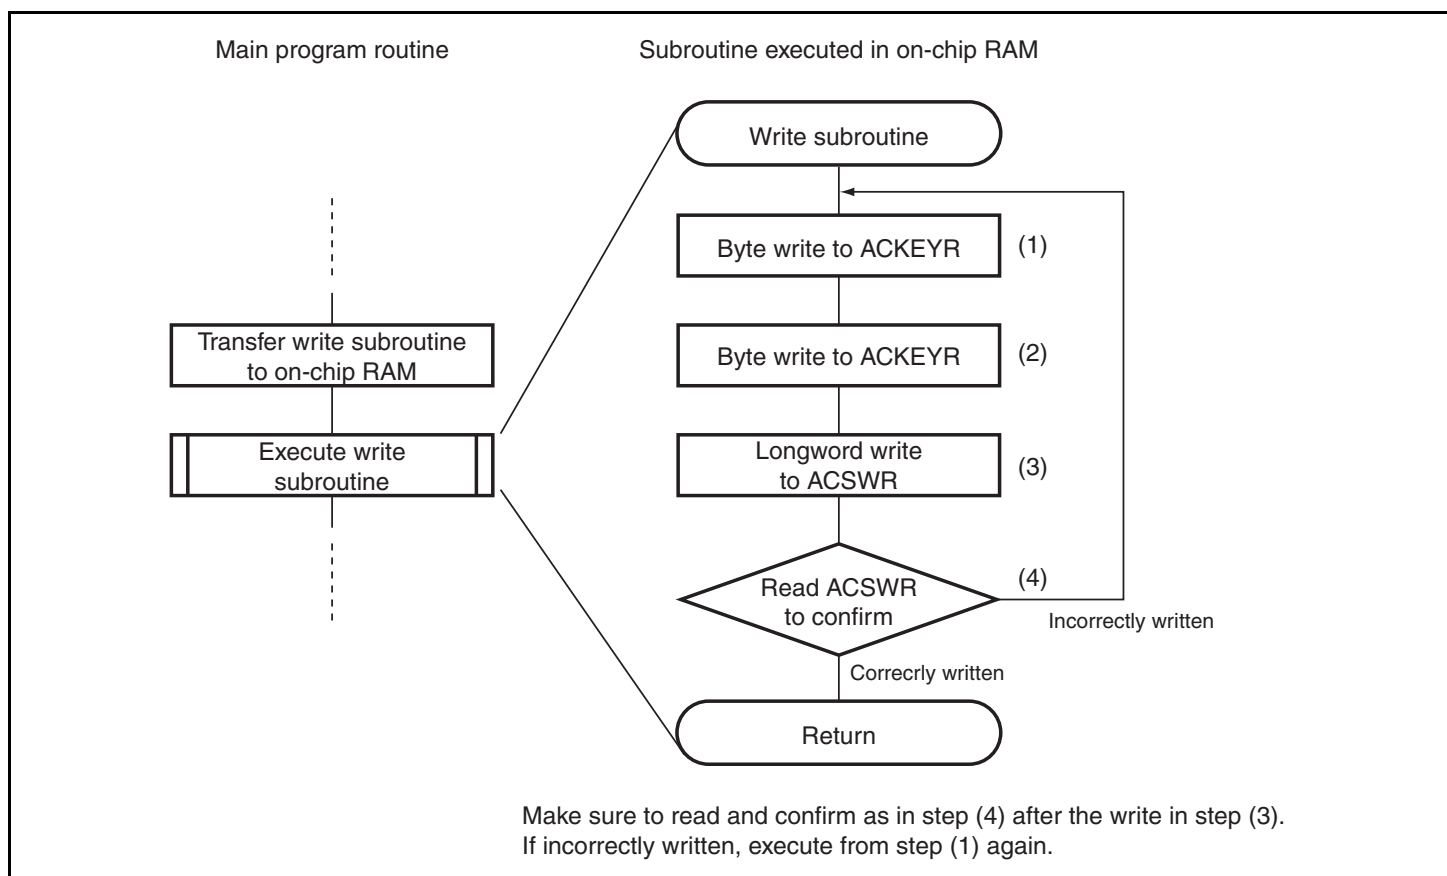 Main program routine
Subroutine executed in on-chip RAM
Write subroutine
Byte write to ACKEYR
(1)
Transfer write subroutine
to on-chip RAM
Byte write to ACKEYR
(2)
Execute write
subroutine
Longword write
to ACSWR
(3)
Read ACSWR
to confirm
(4)
Incorrectly written
Correcrly written
Return
Make sure to read and confirm as in step (4) after the write in step (3).
If incorrectly written, execute from step (1) again.